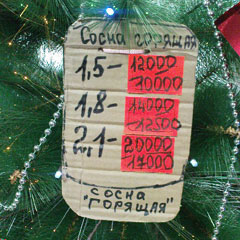 Сосна горящая
1,5- 12000
10000
1,8- 14000
12500
2,1- 20000
17000
"СОСНА
"ГОРЯЩАЯ"